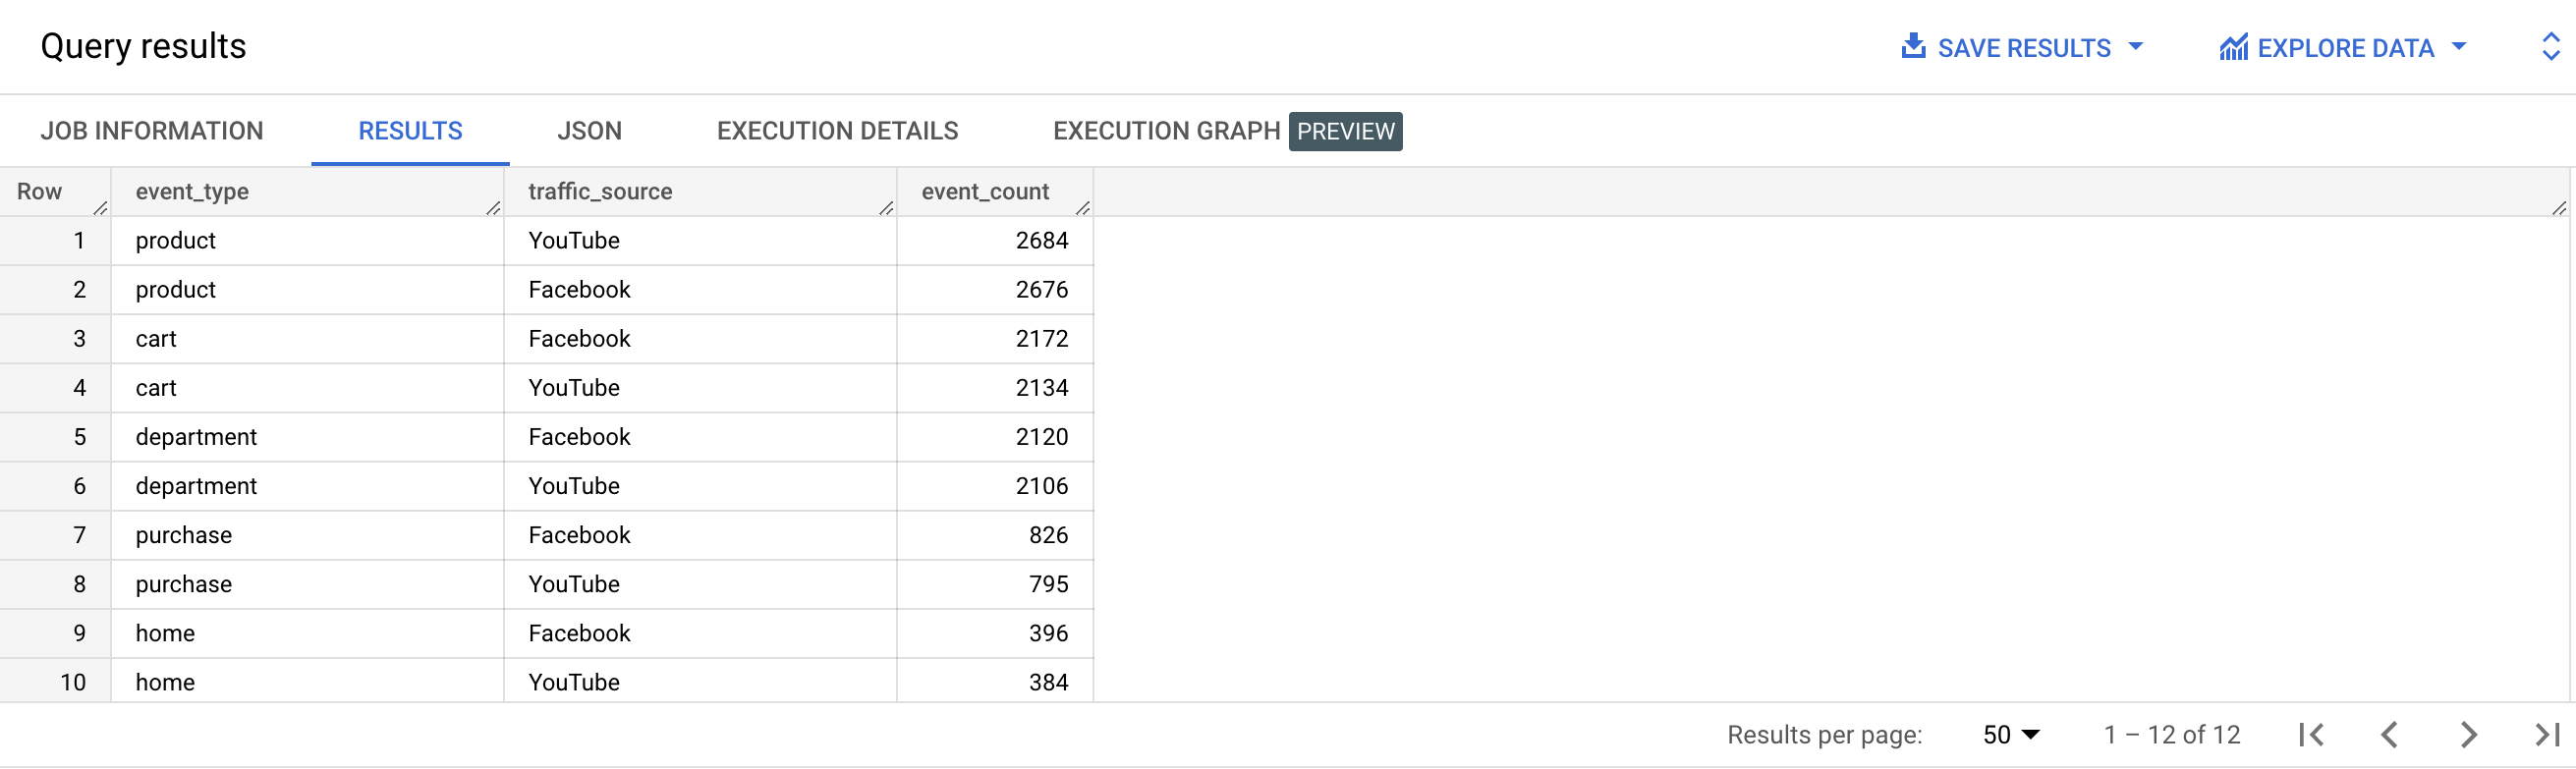 Query results SAVE RESULTS EXPLORE DATA
JOB INFORMATION RESULTS JSON EXECUTION DETAILS EXECUTION GRAPH PREVIEW
Row event_type traffic_source event_count
1 product YouTube 2684
2 product Facebook 2676
3 cart Facebook 2172
4 cart YouTube 2134
5 department Facebook 2120
6 department YouTube 2106
7 purchase Facebook 826
8 purchase YouTube 795
9 home Facebook 396
10 home YouTube 384
Results per page: 50 1 – 12 of 12